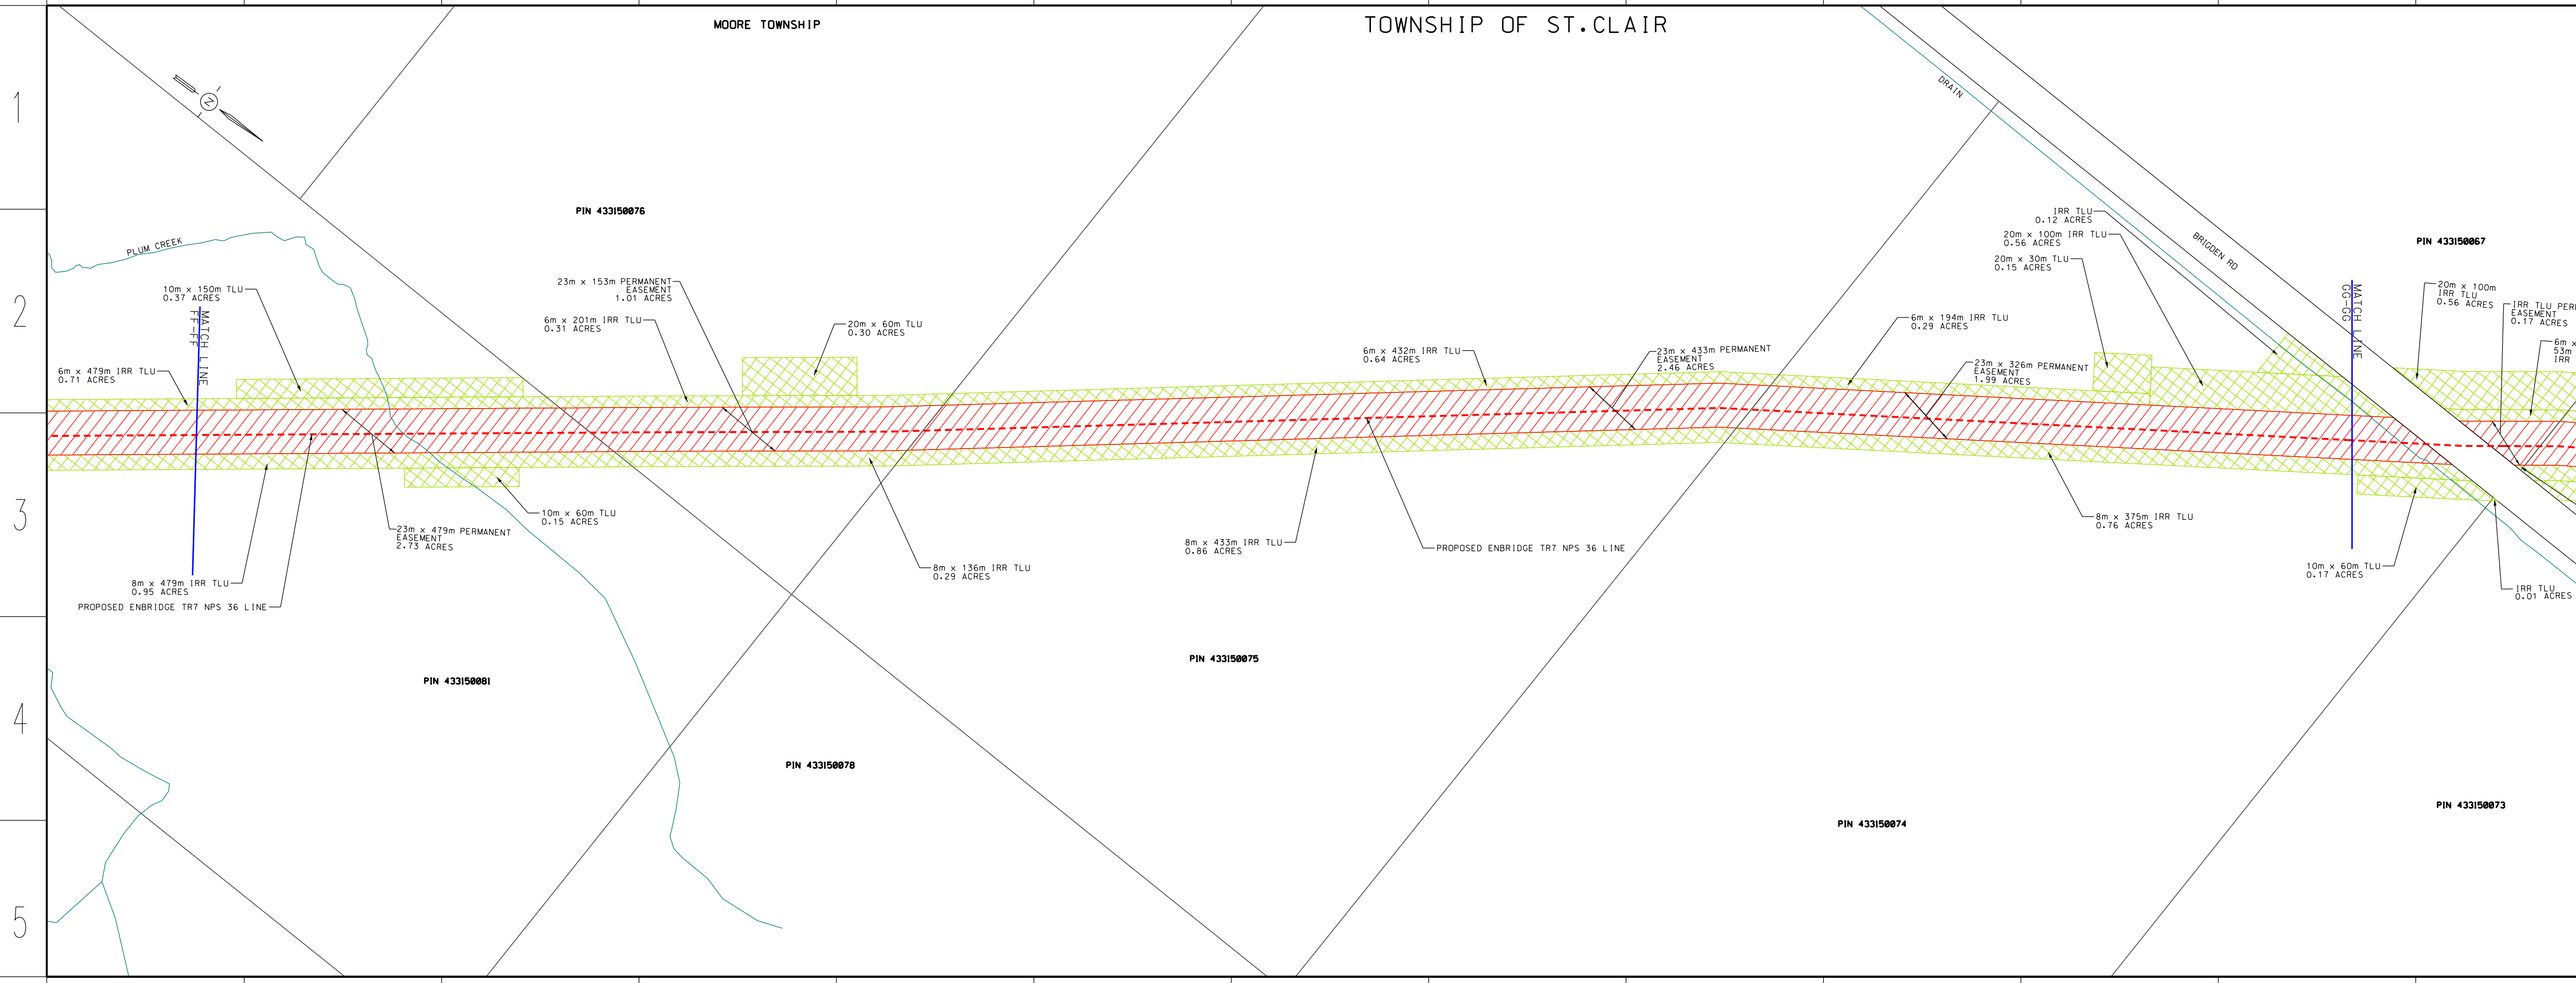 MOORE TOWNSHIP
TOWNSHIP OF ST.CLAIR
1
2
3
4
5
N
DRAIN
BRIGDEN RD
PLUM CREEK
PIN 433150076
PIN 433150067
MATCH LINE
FF-FF
10m x 150m TLU
0.37 ACRES
6m x 479m IRR TLU
0.71 ACRES
23m x 153m PERMANENT
EASEMENT
1.01 ACRES
6m x 201m IRR TLU
0.31 ACRES
20m x 60m TLU
0.30 ACRES
6m x 432m IRR TLU
0.64 ACRES
23m x 433m PERMANENT
EASEMENT
2.46 ACRES
6m x 194m IRR TLU
0.29 ACRES
23m x 326m PERMANENT
EASEMENT
1.99 ACRES
IRR TLU
0.12 ACRES
20m x 100m IRR TLU
0.56 ACRES
20m x 30m TLU
0.15 ACRES
MATCH LINE
GG-GG
20m x 100m
IRR TLU
0.56 ACRES
IRR TLU PER
EASEMENT
0.17 ACRES
6m x
53m
IRR
8m x 479m IRR TLU
0.95 ACRES
PROPOSED ENBRIDGE TR7 NPS 36 LINE
23m x 479m PERMANENT
EASEMENT
2.73 ACRES
10m x 60m TLU
0.15 ACRES
8m x 136m IRR TLU
0.29 ACRES
8m x 433m IRR TLU
0.86 ACRES
PROPOSED ENBRIDGE TR7 NPS 36 LINE
8m x 375m IRR TLU
0.76 ACRES
10m x 60m TLU
0.17 ACRES
IRR TLU
0.01 ACRES
PIN 433150081
PIN 433150078
PIN 433150075
PIN 433150074
PIN 433150073